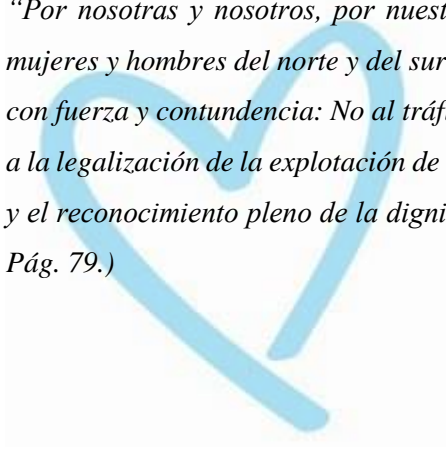 “Por nosotras y nosotros, por nuest
mujeres y hombres del norte y del sur
con fuerza y contundencia: No al tráf
a la legalización de la explotación de
y el reconocimiento pleno de la digni
Pág. 79.)